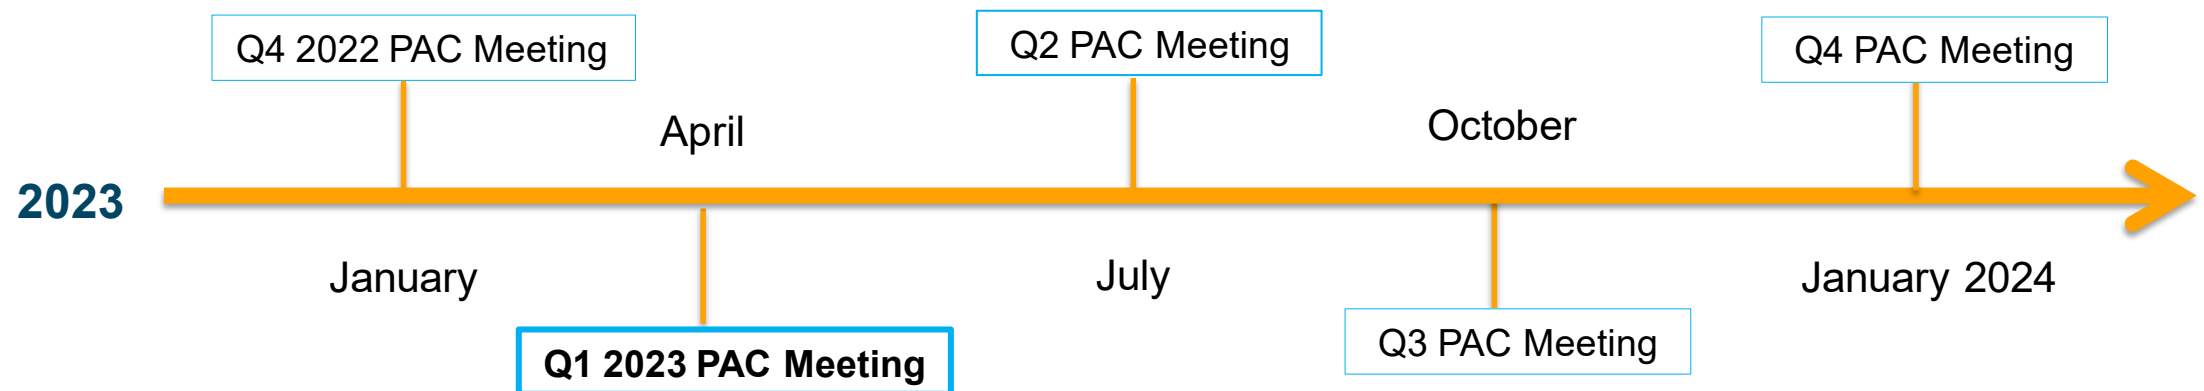 Q4 2022 PAC Meeting
Q2 PAC Meeting
Q4 PAC Meeting
April
October
2023
January
July
January 2024
Q1 2023 PAC Meeting
Q3 PAC Meeting